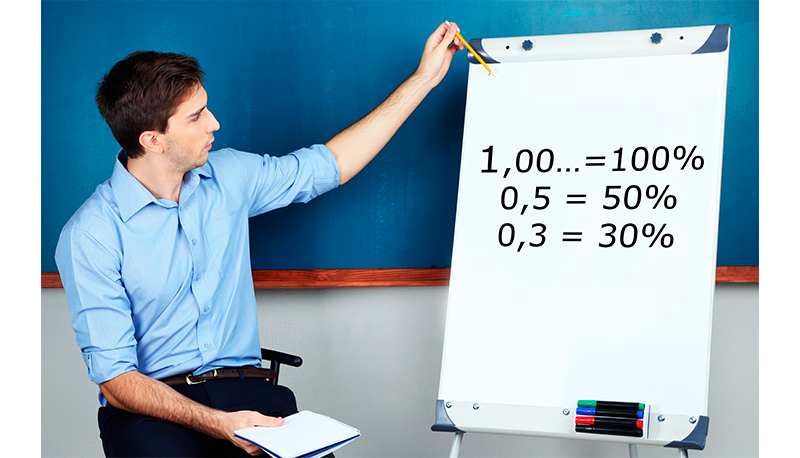 1,00...=100%
0,5 = 50%
0,3 = 30%